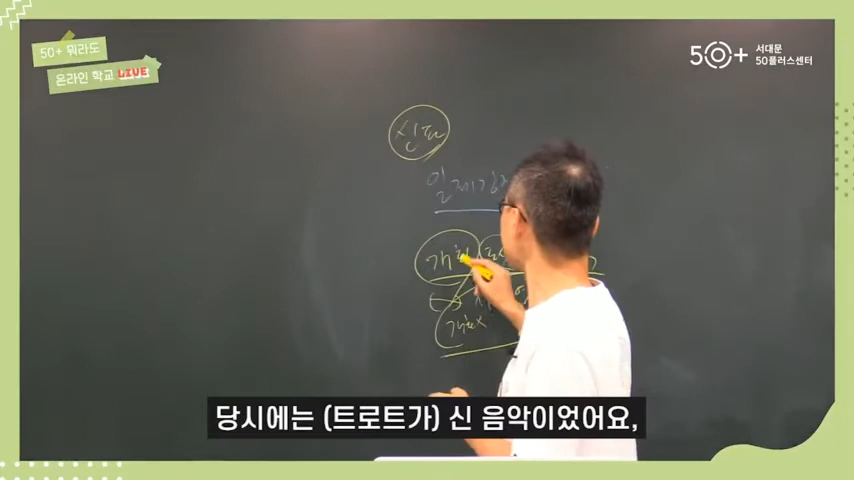 50+ 뭐라도
온라인 학교 LIVE
50+ 서대문
50플러스센터
신파
일제강
개화
당시에는 (트로트가) 신 음악이었어요,